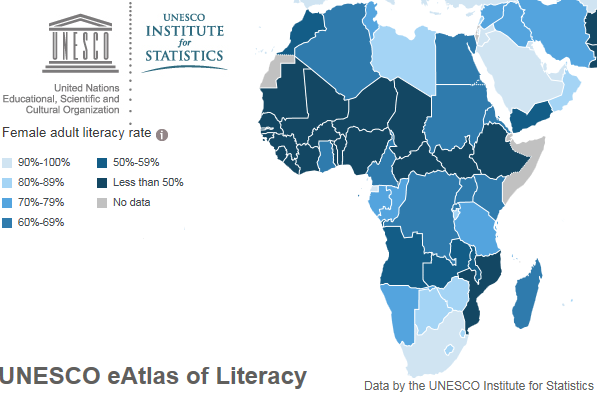 UNESCO
United Nations
Educational, Scientific and
Cultural Organization
UNESCO
INSTITUTE
for
STATISTICS
Female adult literacy rate i
90%-100%
80%-89%
70%-79%
60%-69%
50%-59%
Less than 50%
No data
UNESCO eAtlas of Literacy
Data by the UNESCO Institute for Statistics